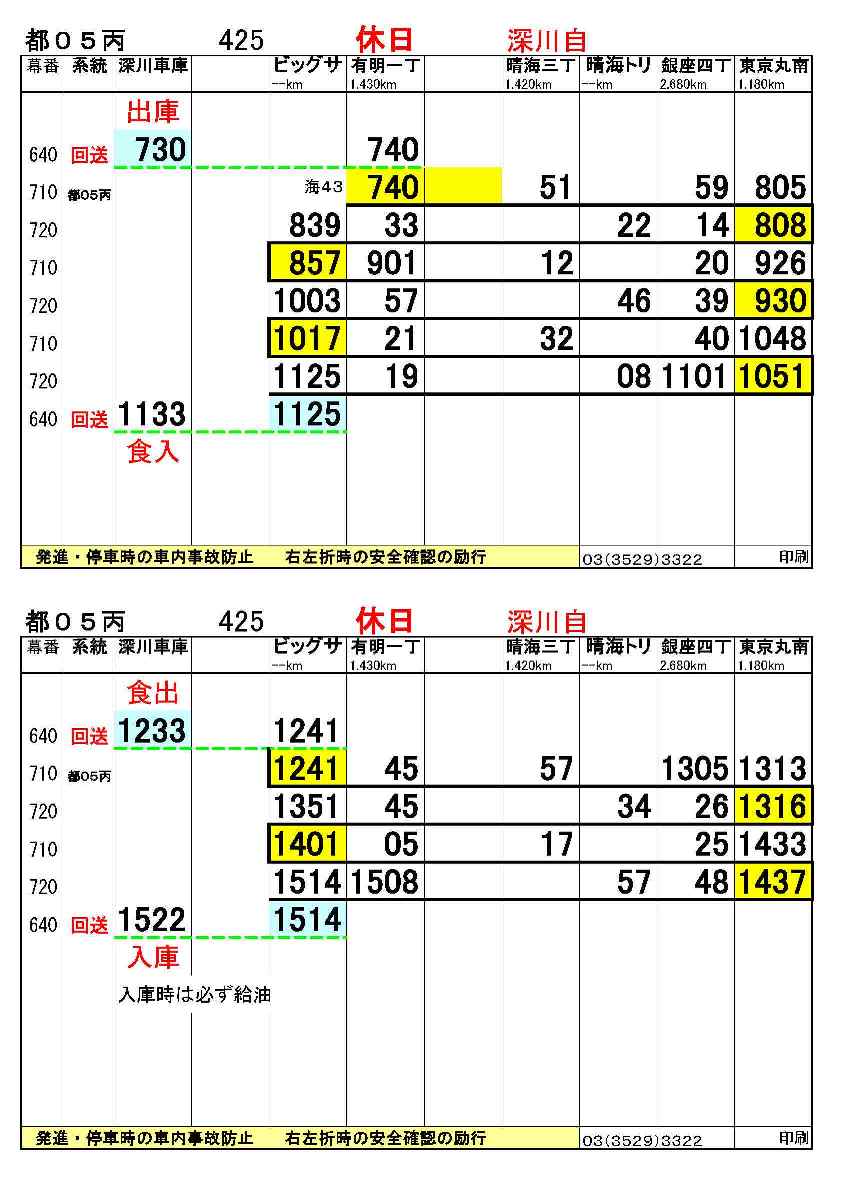 都０５丙 425 休日 深川自
幕番 系統 深川車庫 ビッグサ 有明一丁 晴海三丁 晴海トリ 銀座四丁 東京丸南
--km 1.430km 1.420km --km 2.680km 1.180km
出庫
640 回送 730 740
710 都05丙 海43 740 51 59 805
720 839 33 22 14 808
710 857 901 12 20 926
720 1003 57 46 39 930
710 1017 21 32 40 1048
720 1125 19 08 1101 1051
640 回送 1133 1125
食入
発進・停車時の車内事故防止 右左折時の安全確認の励行 03(3529)3322 印刷
都０５丙 425 休日 深川自
幕番 系統 深川車庫 ビッグサ 有明一丁 晴海三丁 晴海トリ 銀座四丁 東京丸南
--km 1.430km 1.420km --km 2.680km 1.180km
食出
640 回送 1233 1241
710 都05丙 1241 45 57 1305 1313
720 1351 45 34 26 1316
710 1401 05 17 25 1433
720 1514 1508 57 48 1437
640 回送 1522 1514
入庫
入庫時は必ず給油
発進・停車時の車内事故防止 右左折時の安全確認の励行 03(3529)3322 印刷